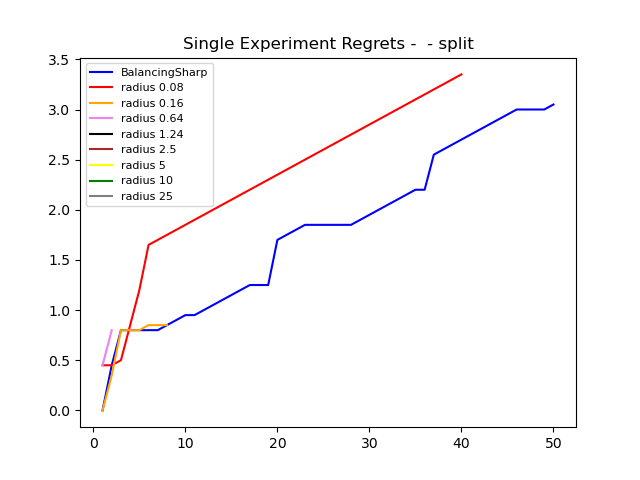 Single Experiment Regrets -  - split
3.5
3.0
2.5
2.0
1.5
1.0
0.5
0.0
BalancingSharp
radius 0.08
radius 0.16
radius 0.64
radius 1.24
radius 2.5
radius 5
radius 10
radius 25
0 10 20 30 40 50